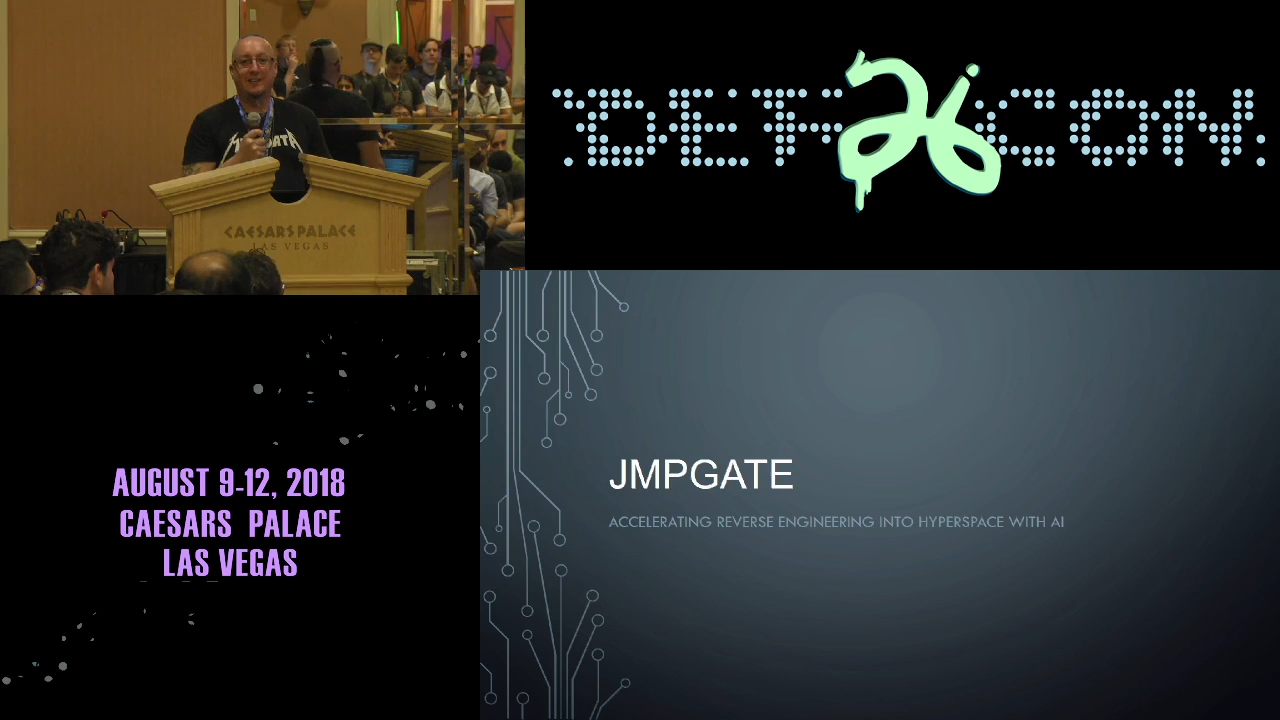 DEF 26 CON
CAESARS PALACE
LAS VEGAS
AUGUST 9-12, 2018
CAESARS PALACE
LAS VEGAS
JMPGATE
ACCELERATING REVERSE ENGINEERING INTO HYPERSPACE WITH AI